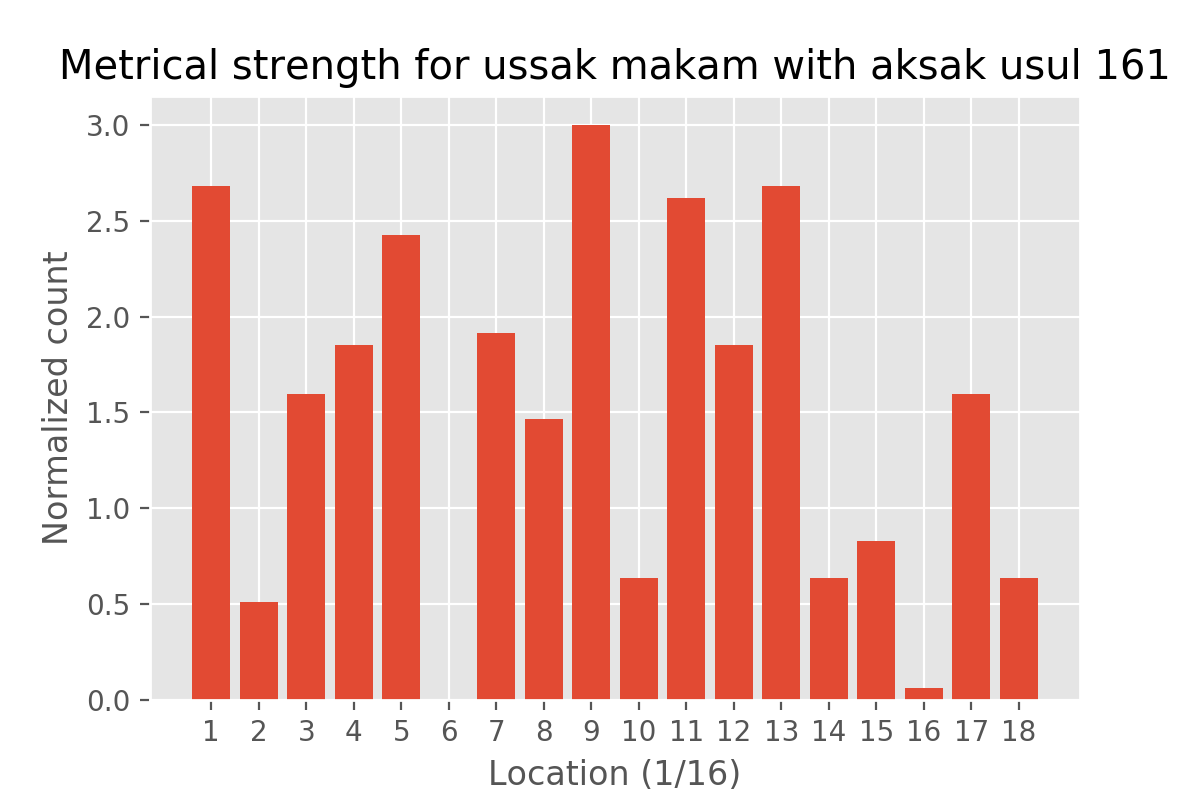 Metrical strength for ussak makam with aksak usul 161
Normalized count
3.0
2.5
2.0
1.5
1.0
0.5
0.0
1 2 3 4 5 6 7 8 9 10 11 12 13 14 15 16 17 18
Location (1/16)